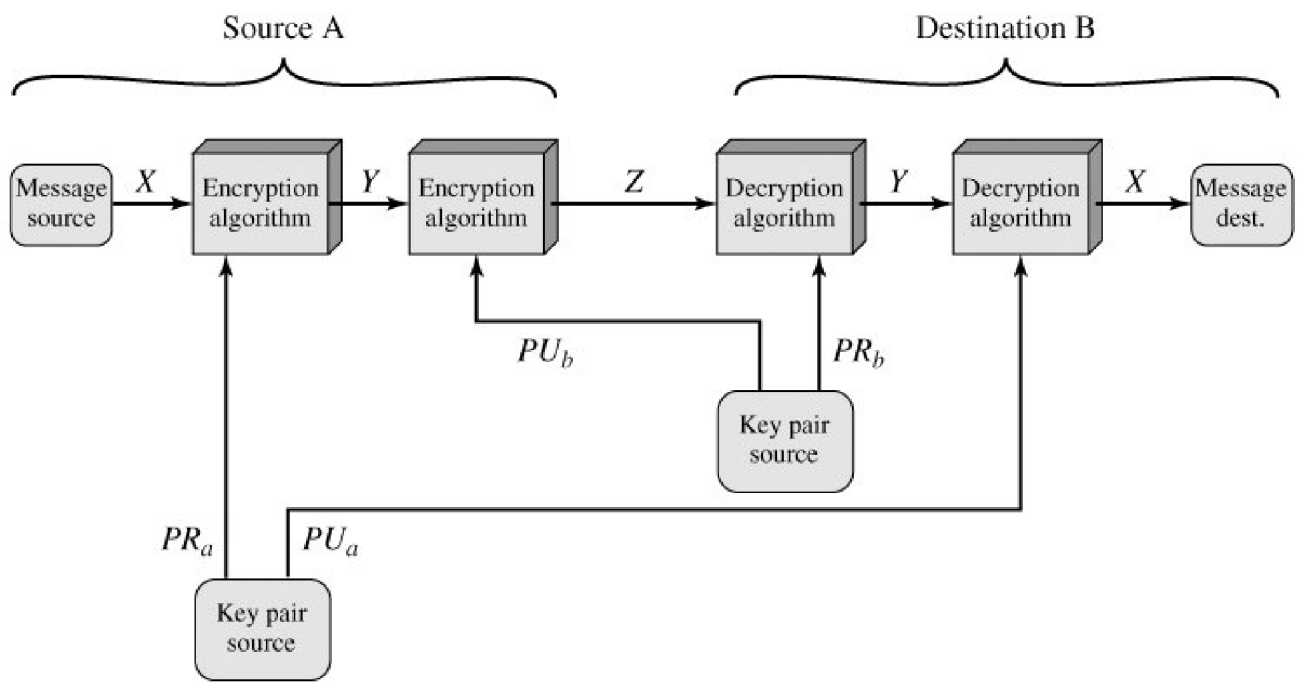 Source A
Destination B
Message
source
X
Encryption
algorithm
Y
Encryption
algorithm
Z
Decryption
algorithm
Y
Decryption
algorithm
X
Message
dest.
PU_b
PR_b
Key pair
source
PR_a
PU_a
Key pair
source